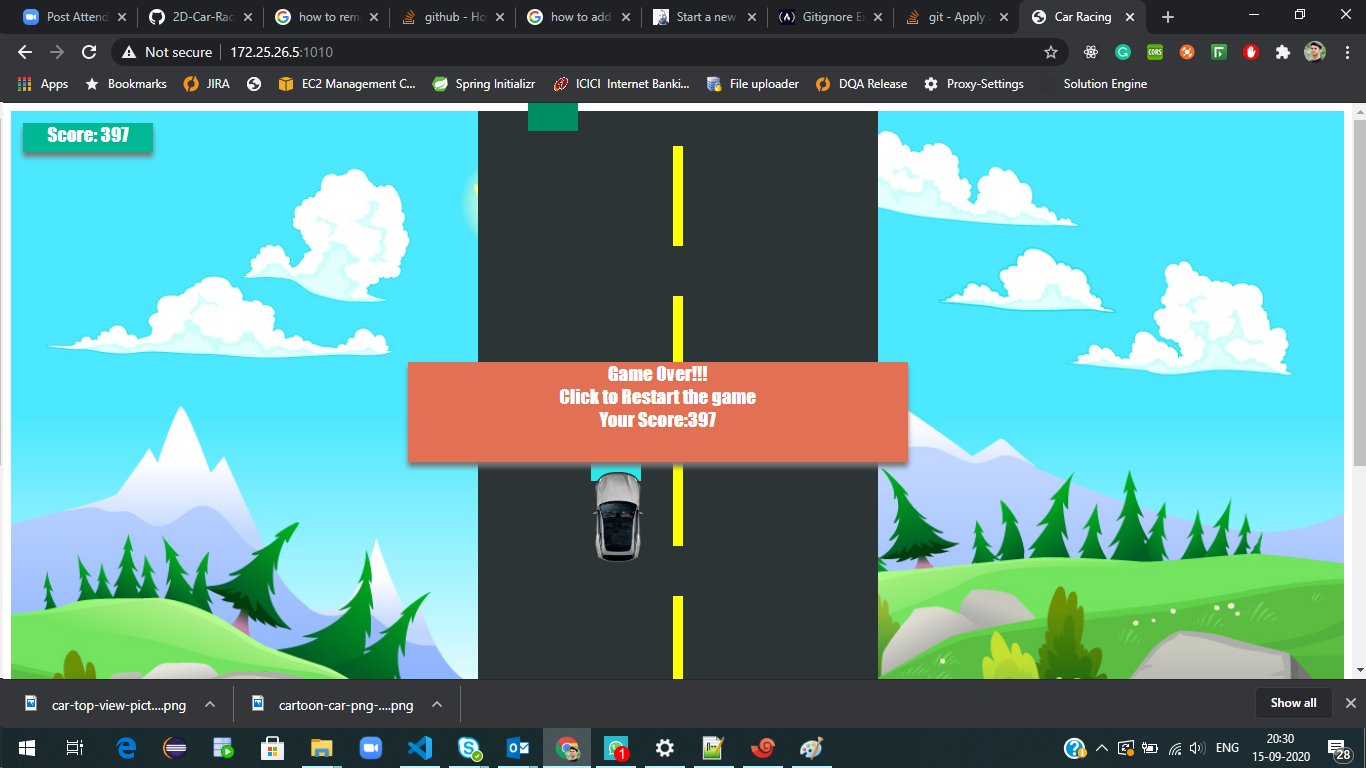 Post Attend
2D-Car-Rac
how to rem
github - Ho
how to add
Start a new
Gitignore Ex
git - Apply .
Car Racing
Not secure
172.25.26.5:1010
CORS
Apps
Bookmarks
JIRA
EC2 Management C...
Spring Initializr
ICICI Internet Banki...
File uploader
DQA Release
Proxy-Settings
Solution Engine
Score: 397
Game Over!!!
Click to Restart the game
Your Score:397
car-top-view-pict....png
cartoon-car-png-....png
Show all
1
ENG
20:30
15-09-2020
28